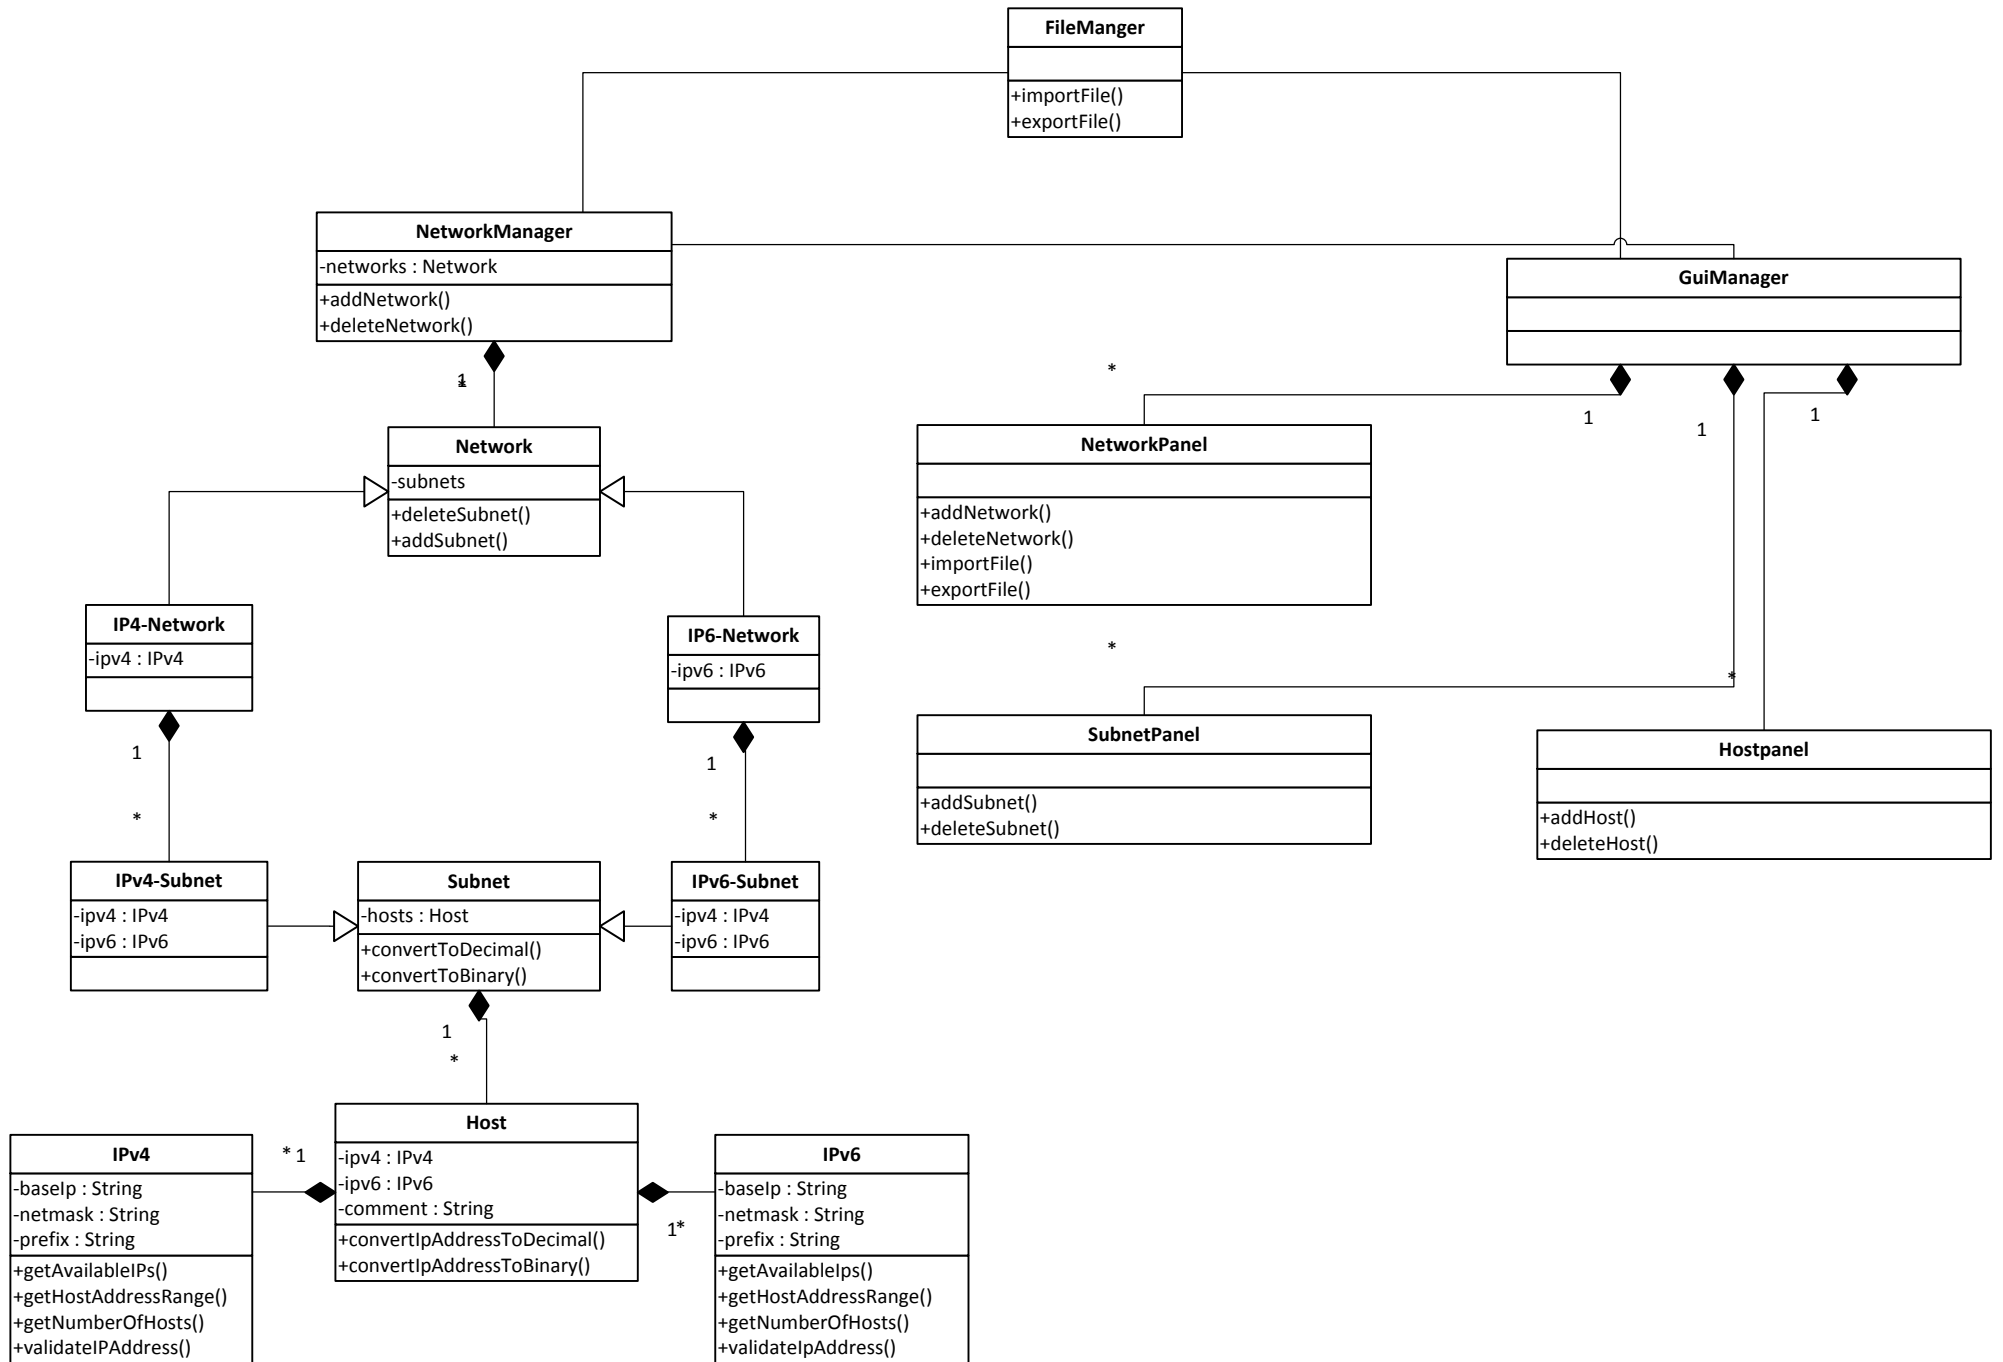 FileManger
+importFile()
+exportFile()
NetworkManager
-networks : Network
+addNetwork()
+deleteNetwork()
GuiManager
1
*
*
1
1
1
Network
-subnets
+deleteSubnet()
+addSubnet()
NetworkPanel
+addNetwork()
+deleteNetwork()
+importFile()
+exportFile()
IP4-Network
-ipv4 : IPv4
IP6-Network
-ipv6 : IPv6
*
*
1
*
1
*
SubnetPanel
+addSubnet()
+deleteSubnet()
Hostpanel
+addHost()
+deleteHost()
IPv4-Subnet
-ipv4 : IPv4
-ipv6 : IPv6
Subnet
-hosts : Host
+convertToDecimal()
+convertToBinary()
IPv6-Subnet
-ipv4 : IPv4
-ipv6 : IPv6
1
*
IPv4
-baseIp : String
-netmask : String
-prefix : String
+getAvailableIPs()
+getHostAddressRange()
+getNumberOfHosts()
+validateIPAddress()
* 1
Host
-ipv4 : IPv4
-ipv6 : IPv6
-comment : String
+convertIpAddressToDecimal()
+convertIpAddressToBinary()
1*
IPv6
-baseIp : String
-netmask : String
-prefix : String
+getAvailableIps()
+getHostAddressRange()
+getNumberOfHosts()
+validateIpAddress()